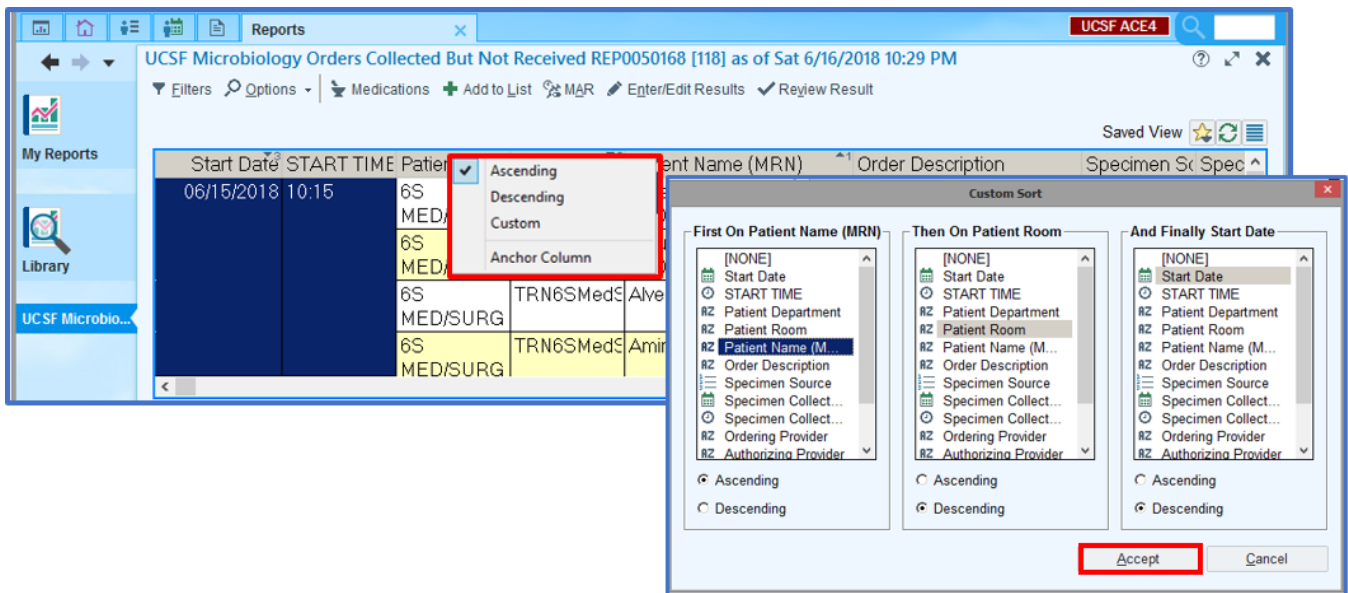 Reports
UCSF ACE4
UCSF Microbiology Orders Collected But Not Received REP0050168 [118] as of Sat 6/16/2018 10:29 PM
Filters Options Medications Add to List MAR Enter/Edit Results Review Result
Saved View
My Reports
Library
UCSF Microbio...
Start Date 3 START TIME Patien ent Name (MRN) 1 Order Description Specimen So Spec
06/15/2018 10:15 6S
MED/
6S
MED/
6S TRN6SMedS Alve
MED/SURG
6S TRN6SMedS Amin
MED/SURG
Ascending
Descending
Custom
Anchor Column
Custom Sort
First On Patient Name (MRN)
[NONE]
Start Date
START TIME
Patient Department
Patient Room
Patient Name (M...
Order Description
Specimen Source
Specimen Collect...
Specimen Collect...
Ordering Provider
Authorizing Provider
Ascending
Descending
Then On Patient Room
[NONE]
Start Date
START TIME
Patient Department
Patient Room
Patient Name (M...
Order Description
Specimen Source
Specimen Collect...
Specimen Collect...
Ordering Provider
Authorizing Provider
Ascending
Descending
And Finally Start Date
[NONE]
Start Date
START TIME
Patient Department
Patient Room
Patient Name (M...
Order Description
Specimen Source
Specimen Collect...
Specimen Collect...
Ordering Provider
Authorizing Provider
Ascending
Descending
Accept Cancel